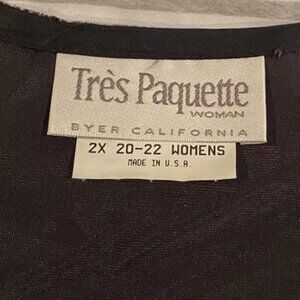 Très Paquette
WOMAN
BYER CALIFORNIA
2X 20-22 WOMENS
MADE IN U.S.A.